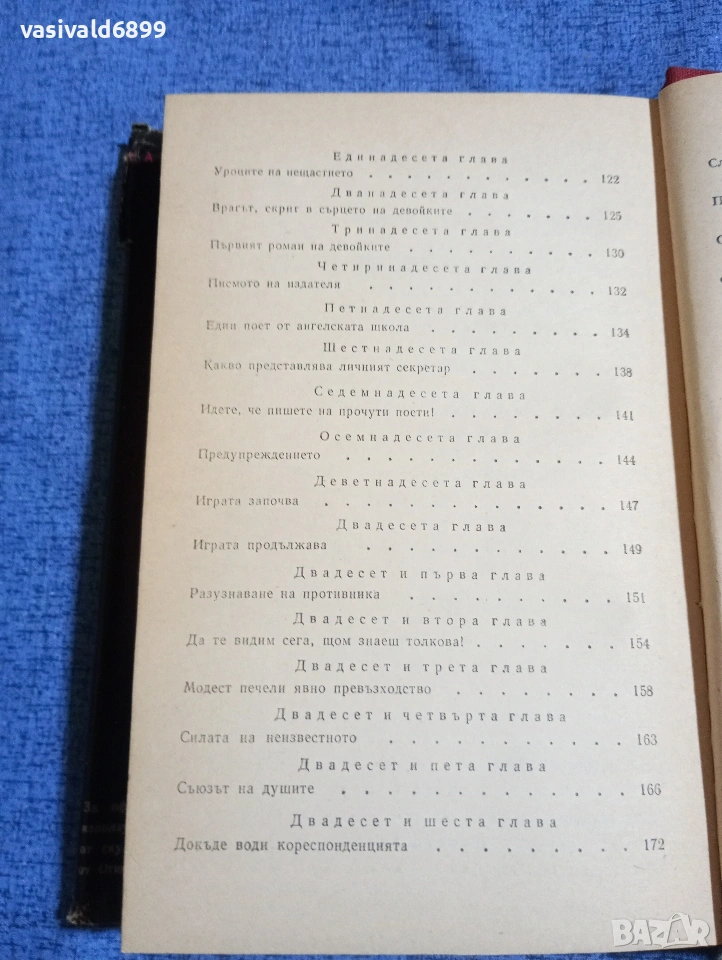 vasivald6899
Единадесета глава
Уроците на нещастието 122
Дванадесета глава
Врагът, скрит в сърцето на девойките 125
Тринадесета глава
Първият роман на девойките 130
Четиринадесета глава
Писмото на издателя 132
Петнадесета глава
Един поет от ангелската школа 134
Шестнадесета глава
Какво представлява личният секретар 138
Седемнадесета глава
Идете, че пишете на прочути поети! 141
Осемнадесета глава
Предупреждението 144
Деветнадесета глава
Играта започва 147
Двадесета глава
Играта продължава 149
Двадесет и първа глава
Разузнаване на противника 151
Двадесет и втора глава
Да те видим сега, щом знаеш толкова! 154
Двадесет и трета глава
Модест печели явно превъзходство 158
Двадесет и четвърта глава
Силата на неизвестното 163
Двадесет и пета глава
Съюзът на душите 166
Двадесет и шеста глава
Докъде води кореспонденцията 172
BAZAR